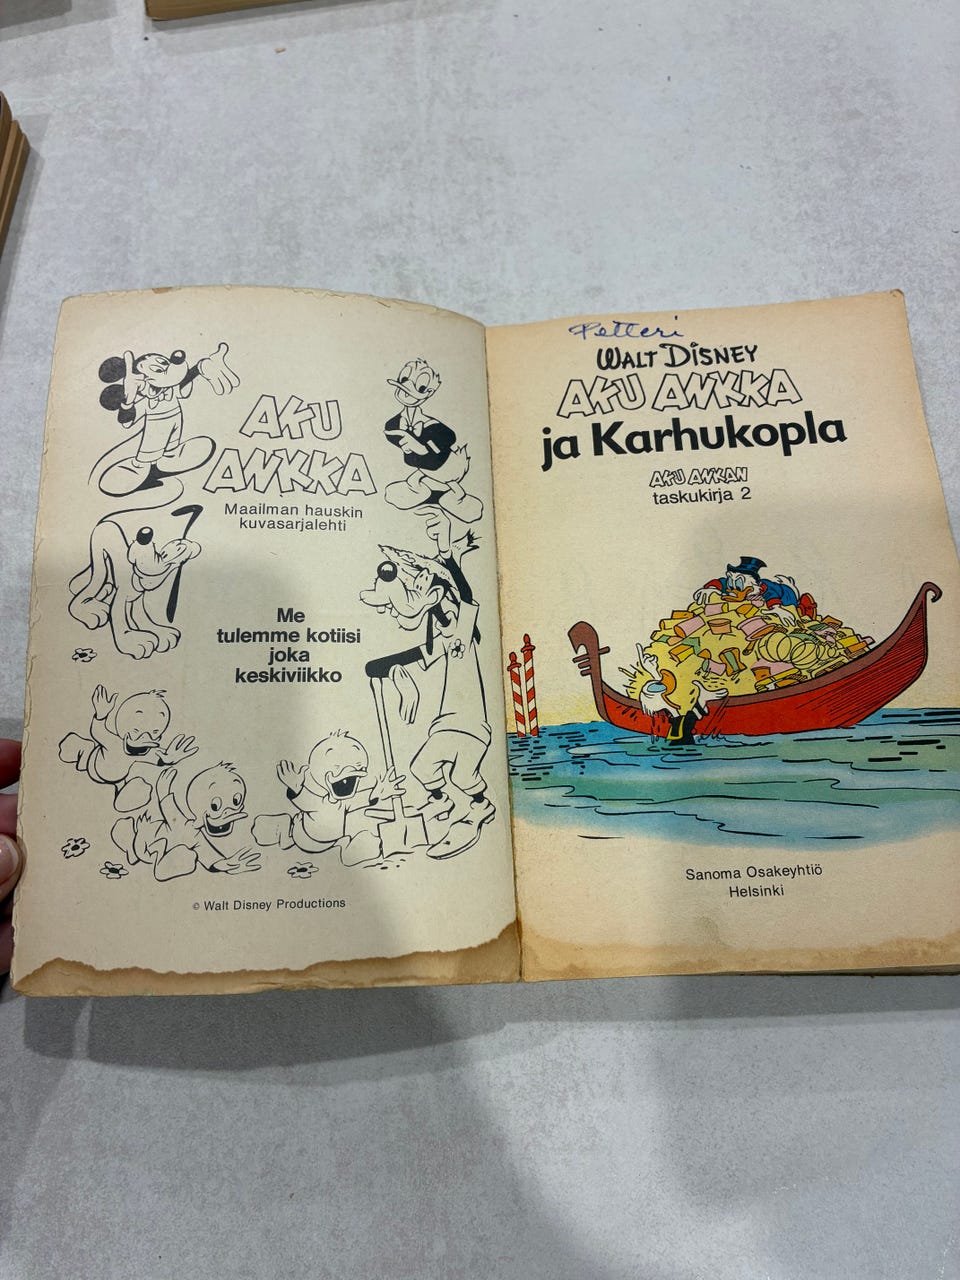 AKU
ANKKA
Maailman hauskin
kuvasarjalehti
Me
tulemme kotiisi
joka
keskiviikko
© Walt Disney Productions
Petteri
WALT DISNEY
AKU ANKKA
ja Karhukopla
AKU ANKAN
taskukirja 2
Sanoma Osakeyhtiö
Helsinki